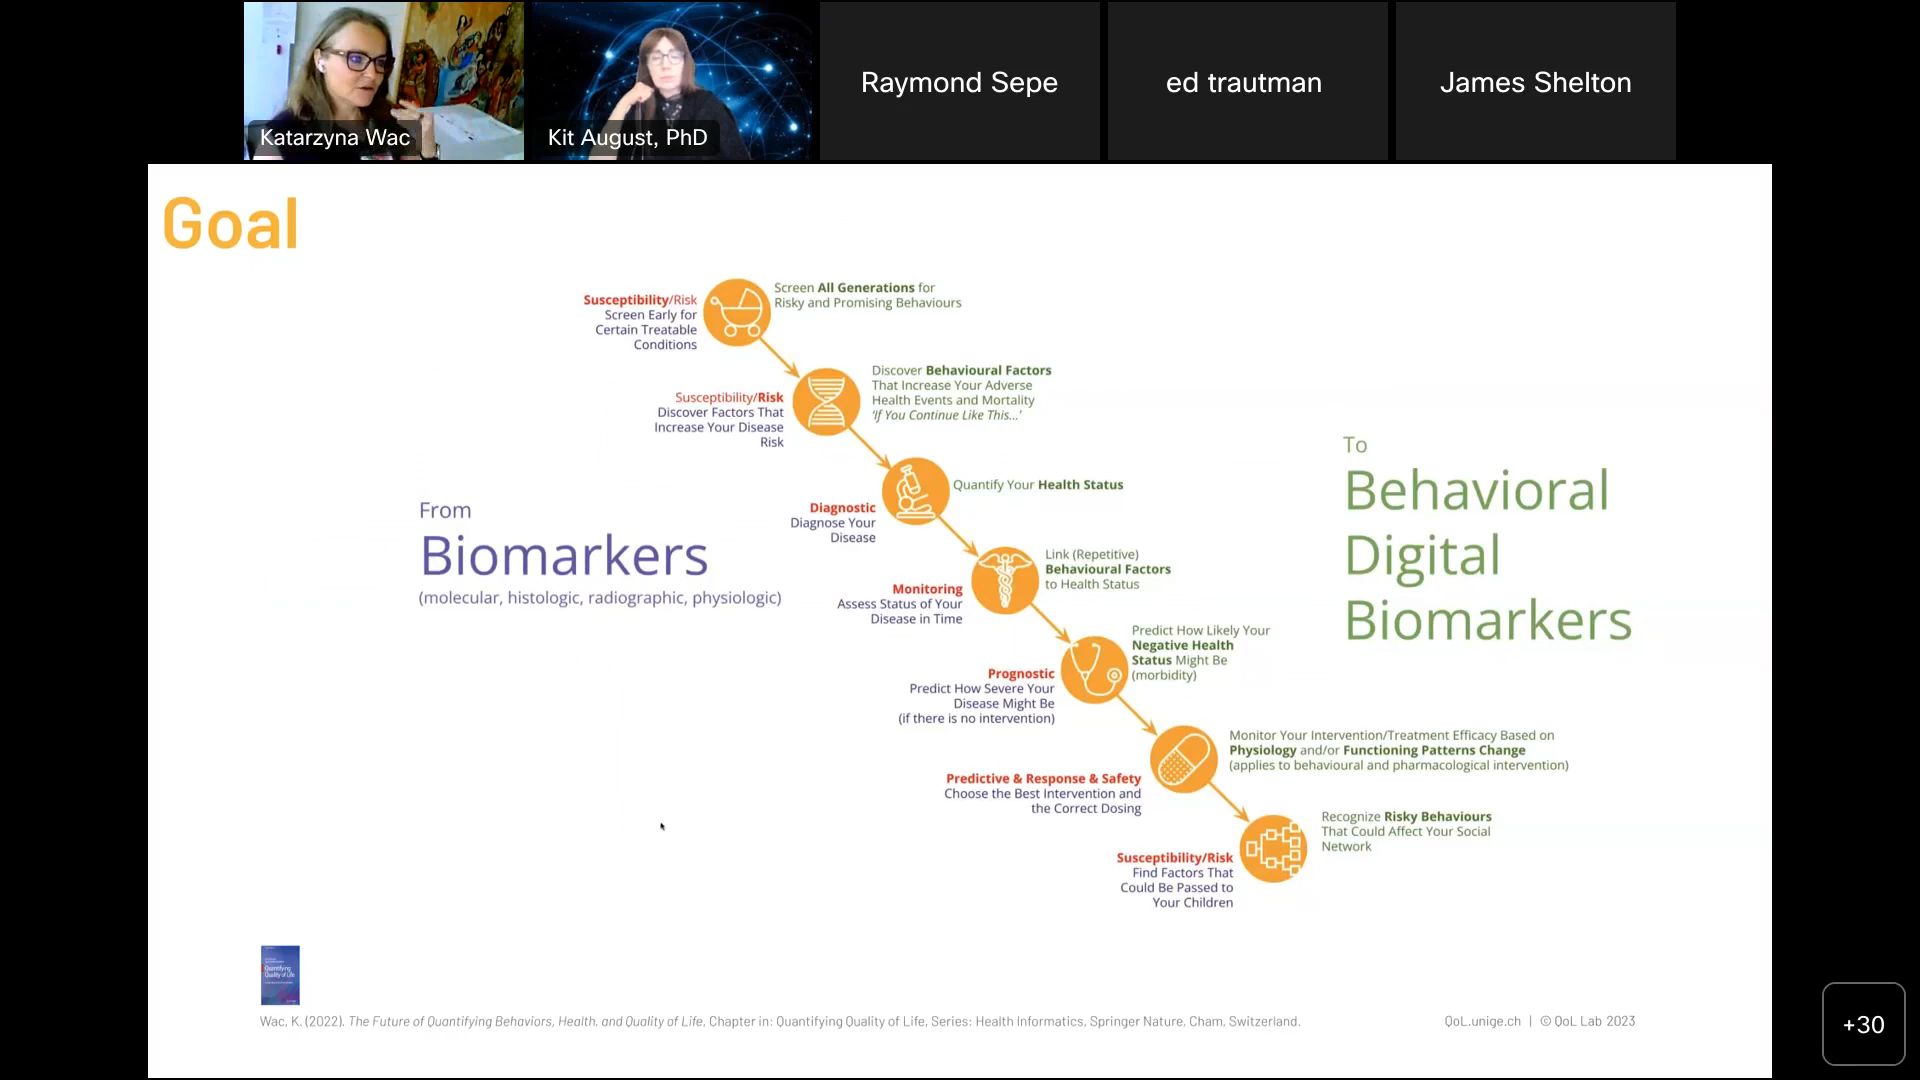 Katarzyna Wac
Kit August, PhD
Raymond Sepe
ed trautman
James Shelton
Goal
Susceptibility/Risk
Screen Early for
Certain Treatable
Conditions
Screen All Generations for
Risky and Promising Behaviours
Susceptibility/Risk
Discover Factors That
Increase Your Disease
Risk
Discover Behavioural Factors
That Increase Your Adverse
Health Events and Mortality
'If You Continue Like This...'
From
Biomarkers
(molecular, histologic, radiographic, physiologic)
To
Behavioral
Digital
Biomarkers
Diagnostic
Diagnose Your
Disease
Quantify Your Health Status
Monitoring
Assess Status of Your
Disease in Time
Link (Repetitive)
Behavioural Factors
to Health Status
Prognostic
Predict How Severe Your
Disease Might Be
(if there is no intervention)
Predict How Likely Your
Negative Health
Status Might Be
(morbidity)
Predictive & Response & Safety
Choose the Best Intervention and
the Correct Dosing
Monitor Your Intervention/Treatment Efficacy Based on
Physiology and/or Functioning Patterns Change
(applies to behavioural and pharmacological intervention)
Susceptibility/Risk
Find Factors That
Could Be Passed to
Your Children
Recognize Risky Behaviours
That Could Affect Your Social
Network
Quantifying
Quality of Life
Wac, K. (2022). The Future of Quantifying Behaviors, Health, and Quality of Life, Chapter in: Quantifying Quality of Life, Series: Health Informatics, Springer Nature, Cham, Switzerland.
QoL.unige.ch | © QoL Lab 2023
+30